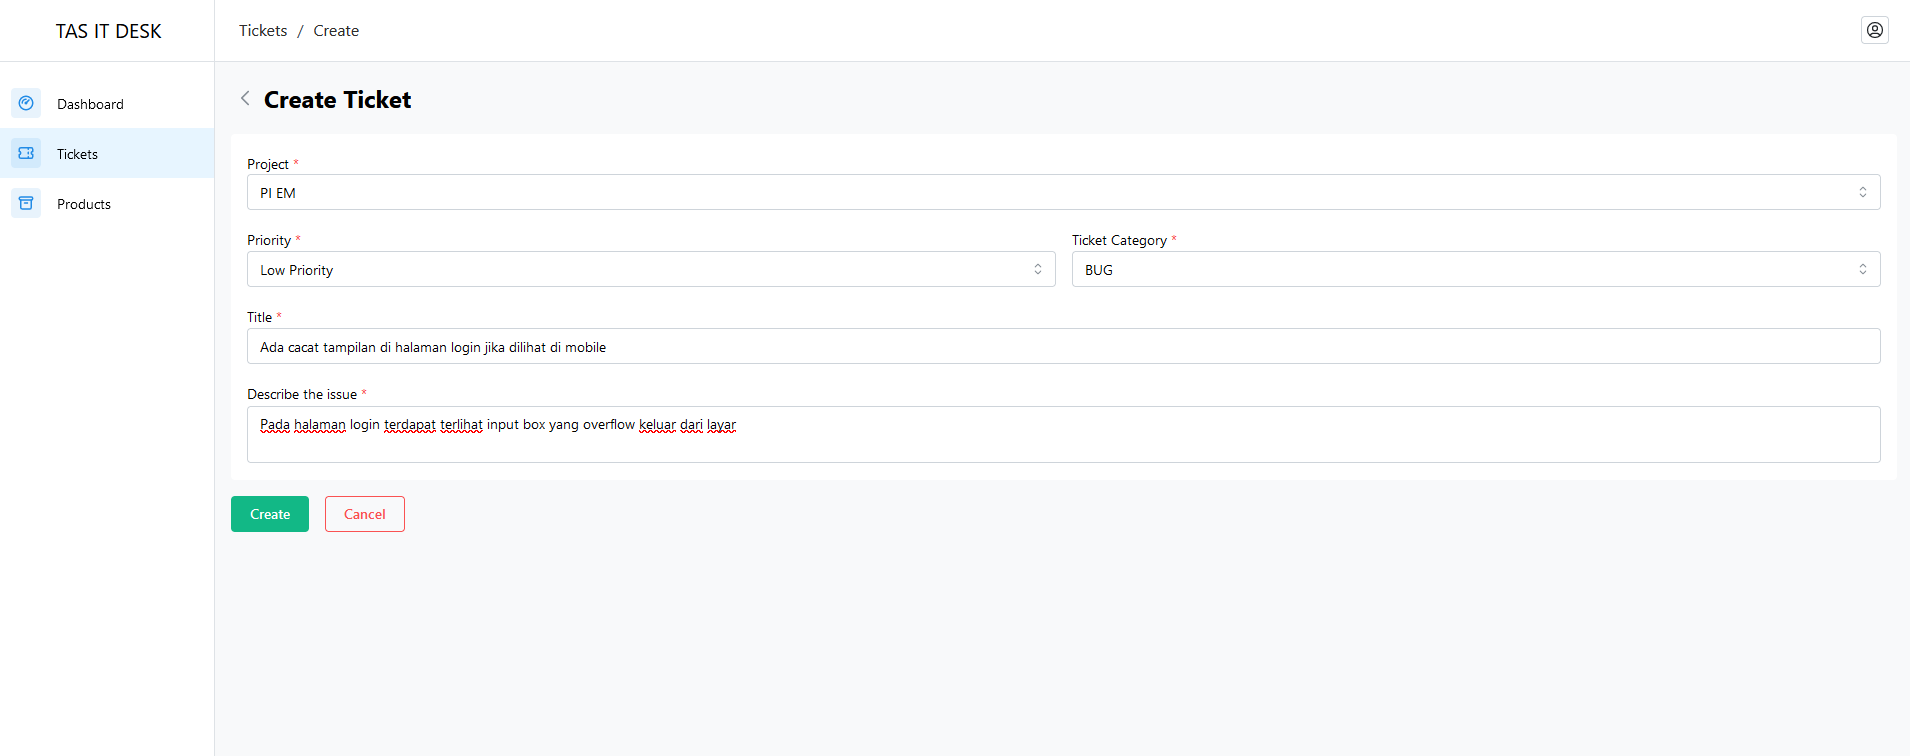 TAS IT DESK
Tickets / Create
Dashboard
Tickets
Products
Create Ticket
Project *
PI EM
Priority *
Ticket Category *
Low Priority
BUG
Title *
Ada cacat tampilan di halaman login jika dilihat di mobile
Describe the issue *
Pada halaman login terdapat terlihat input box yang overflow keluar dari layar
Create
Cancel